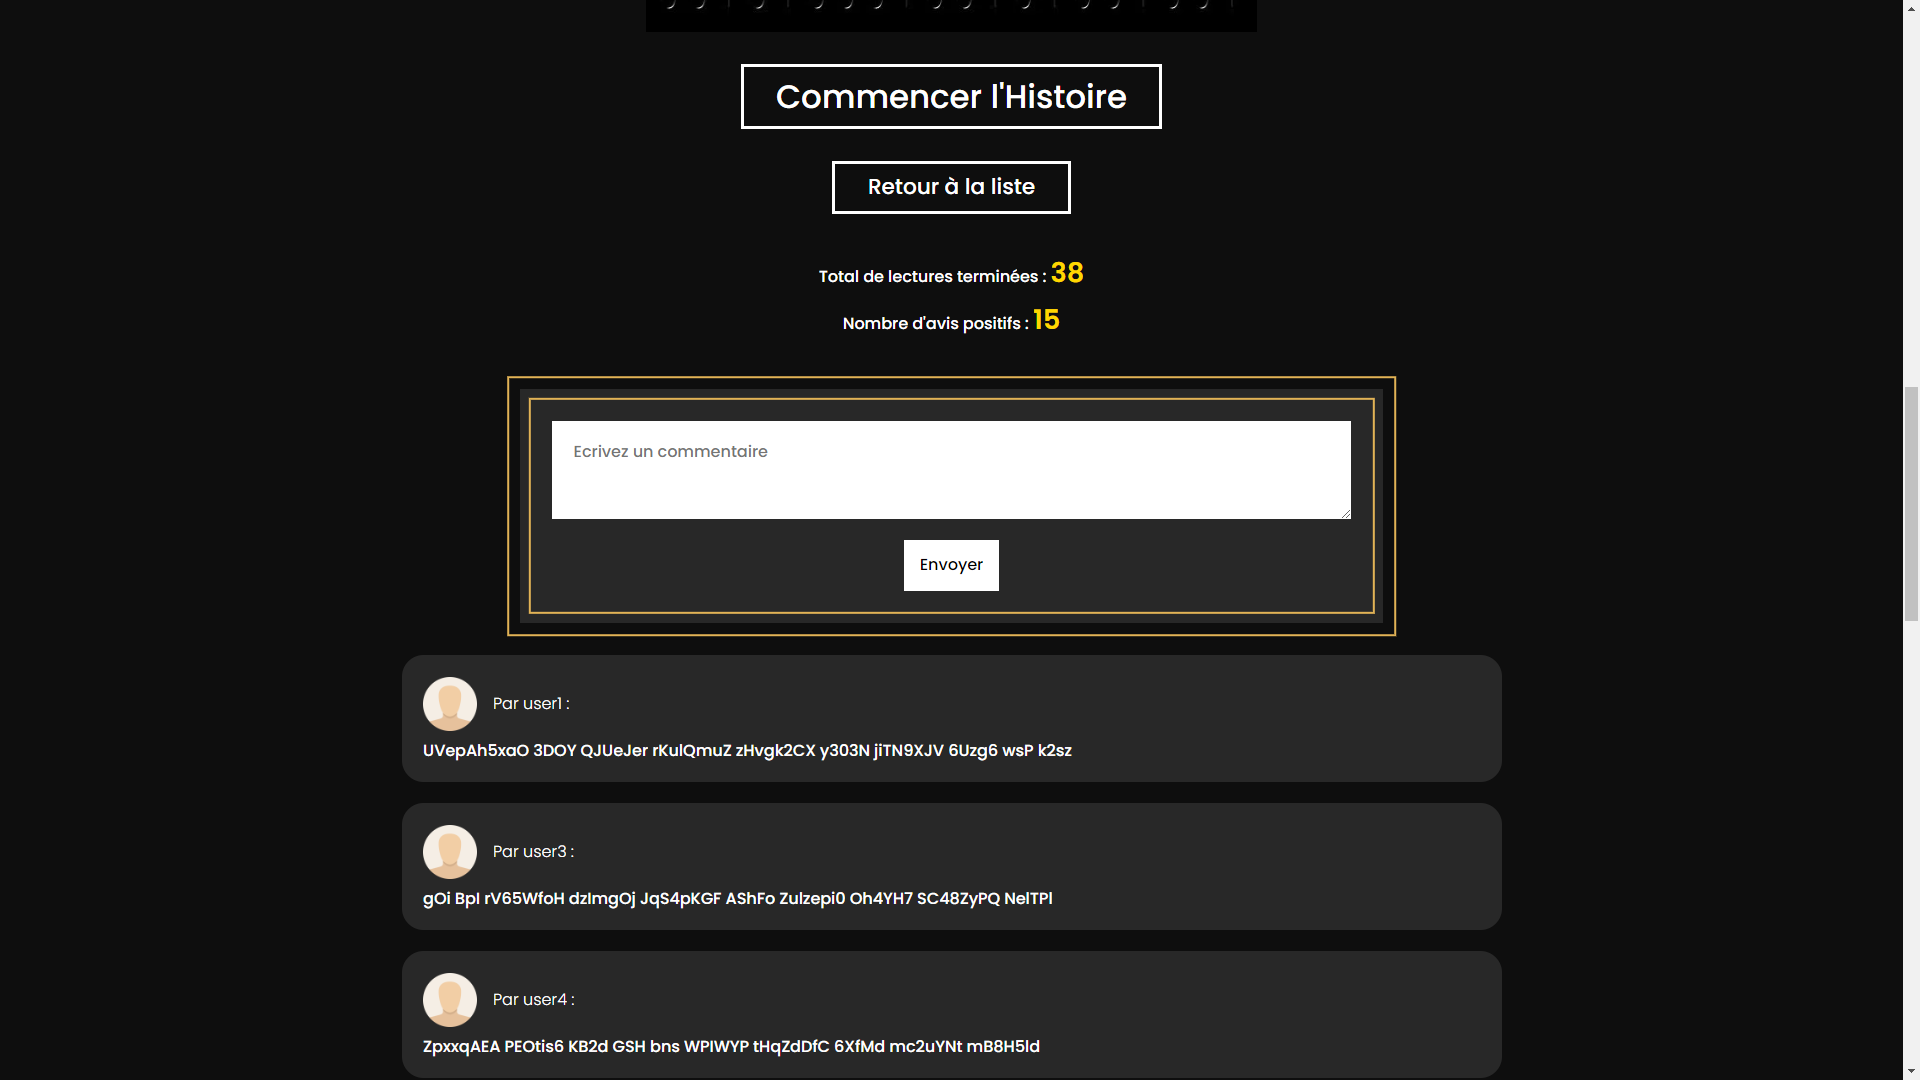 Commencer l'Histoire
Retour à la liste
Total de lectures terminées : 38
Nombre d'avis positifs : 15
Ecrivez un commentaire
Envoyer
Par user1 :
UVepAh5xaO 3DOY QJUeJer rKulQmuZ zHvgk2CX y303N jiTN9XJV 6Uzg6 wsP k2sz
Par user3 :
gOi BpI rV65WfoH dzImgOj JqS4pKGF AShFo Zulzepi0 Oh4YH7 SC48ZyPQ NelTPl
Par user4 :
ZpxxqAEA PEOtis6 KB2d GSH bns WPIWYP tHqZdDfC 6XfMd mc2uYNt mB8H5ld